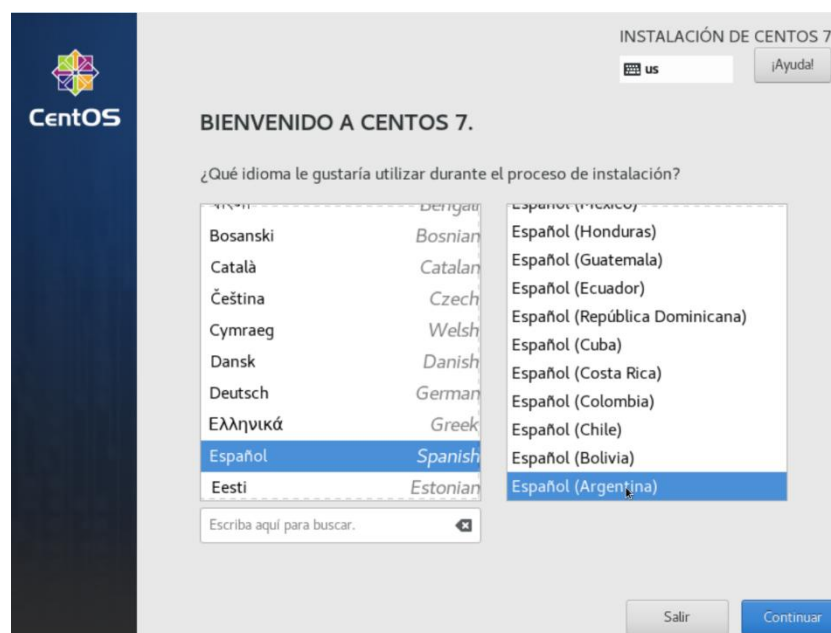 INSTALACIÓN DE CENTOS 7
us
¡Ayuda!
CentOS
BIENVENIDO A CENTOS 7.
¿Qué idioma le gustaría utilizar durante el proceso de instalación?
Bengali
Bosanski Bosnian
Català Catalan
Čeština Czech
Cymraeg Welsh
Dansk Danish
Deutsch German
Ελληνικά Greek
Español Spanish
Eesti Estonian
Escriba aquí para buscar.
Español (México)
Español (Honduras)
Español (Guatemala)
Español (Ecuador)
Español (República Dominicana)
Español (Cuba)
Español (Costa Rica)
Español (Colombia)
Español (Chile)
Español (Bolivia)
Español (Argentina)
Salir
Continuar